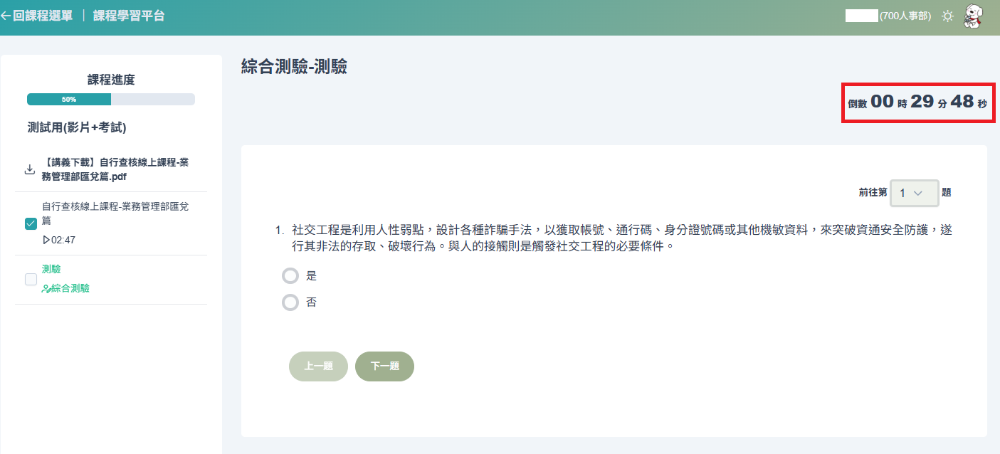 ←回課程選單 | 課程學習平台
(700人事部)
課程進度
50%
測試用(影片+考試)
【講義下載】自行查核線上課程-業
務管理部匯兌篇.pdf
自行查核線上課程-業務管理部匯兌
篇
02:47
測驗
綜合測驗
綜合測驗-測驗
倒數 00 時 29 分 48 秒
前往第 1 題
1. 社交工程是利用人性弱點，設計各種詐騙手法，以獲取帳號、通行碼、身分證號碼或其他機敏資料，來突破資通安全防護，遂
行其非法的存取、破壞行為。與人的接觸則是觸發社交工程的必要條件。
是
否
上一題 下一題